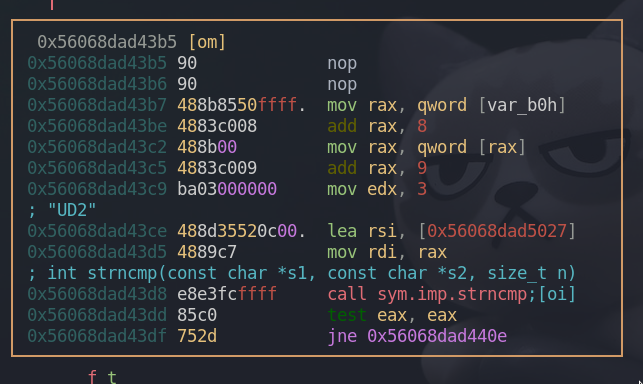 0x56068dad43b5 [om]
0x56068dad43b5 90 nop
0x56068dad43b6 90 nop
0x56068dad43b7 488b8550ffff. mov rax, qword [var_b0h]
0x56068dad43be 4883c008 add rax, 8
0x56068dad43c2 488b00 mov rax, qword [rax]
0x56068dad43c5 4883c009 add rax, 9
0x56068dad43c9 ba03000000 mov edx, 3
; "UD2"
0x56068dad43ce 488d35520c00. lea rsi, [0x56068dad5027]
0x56068dad43d5 4889c7 mov rdi, rax
; int strncmp(const char *s1, const char *s2, size_t n)
0x56068dad43d8 e8e3fcffff call sym.imp.strncmp;[oi]
0x56068dad43dd 85c0 test eax, eax
0x56068dad43df 752d jne 0x56068dad440e
f t